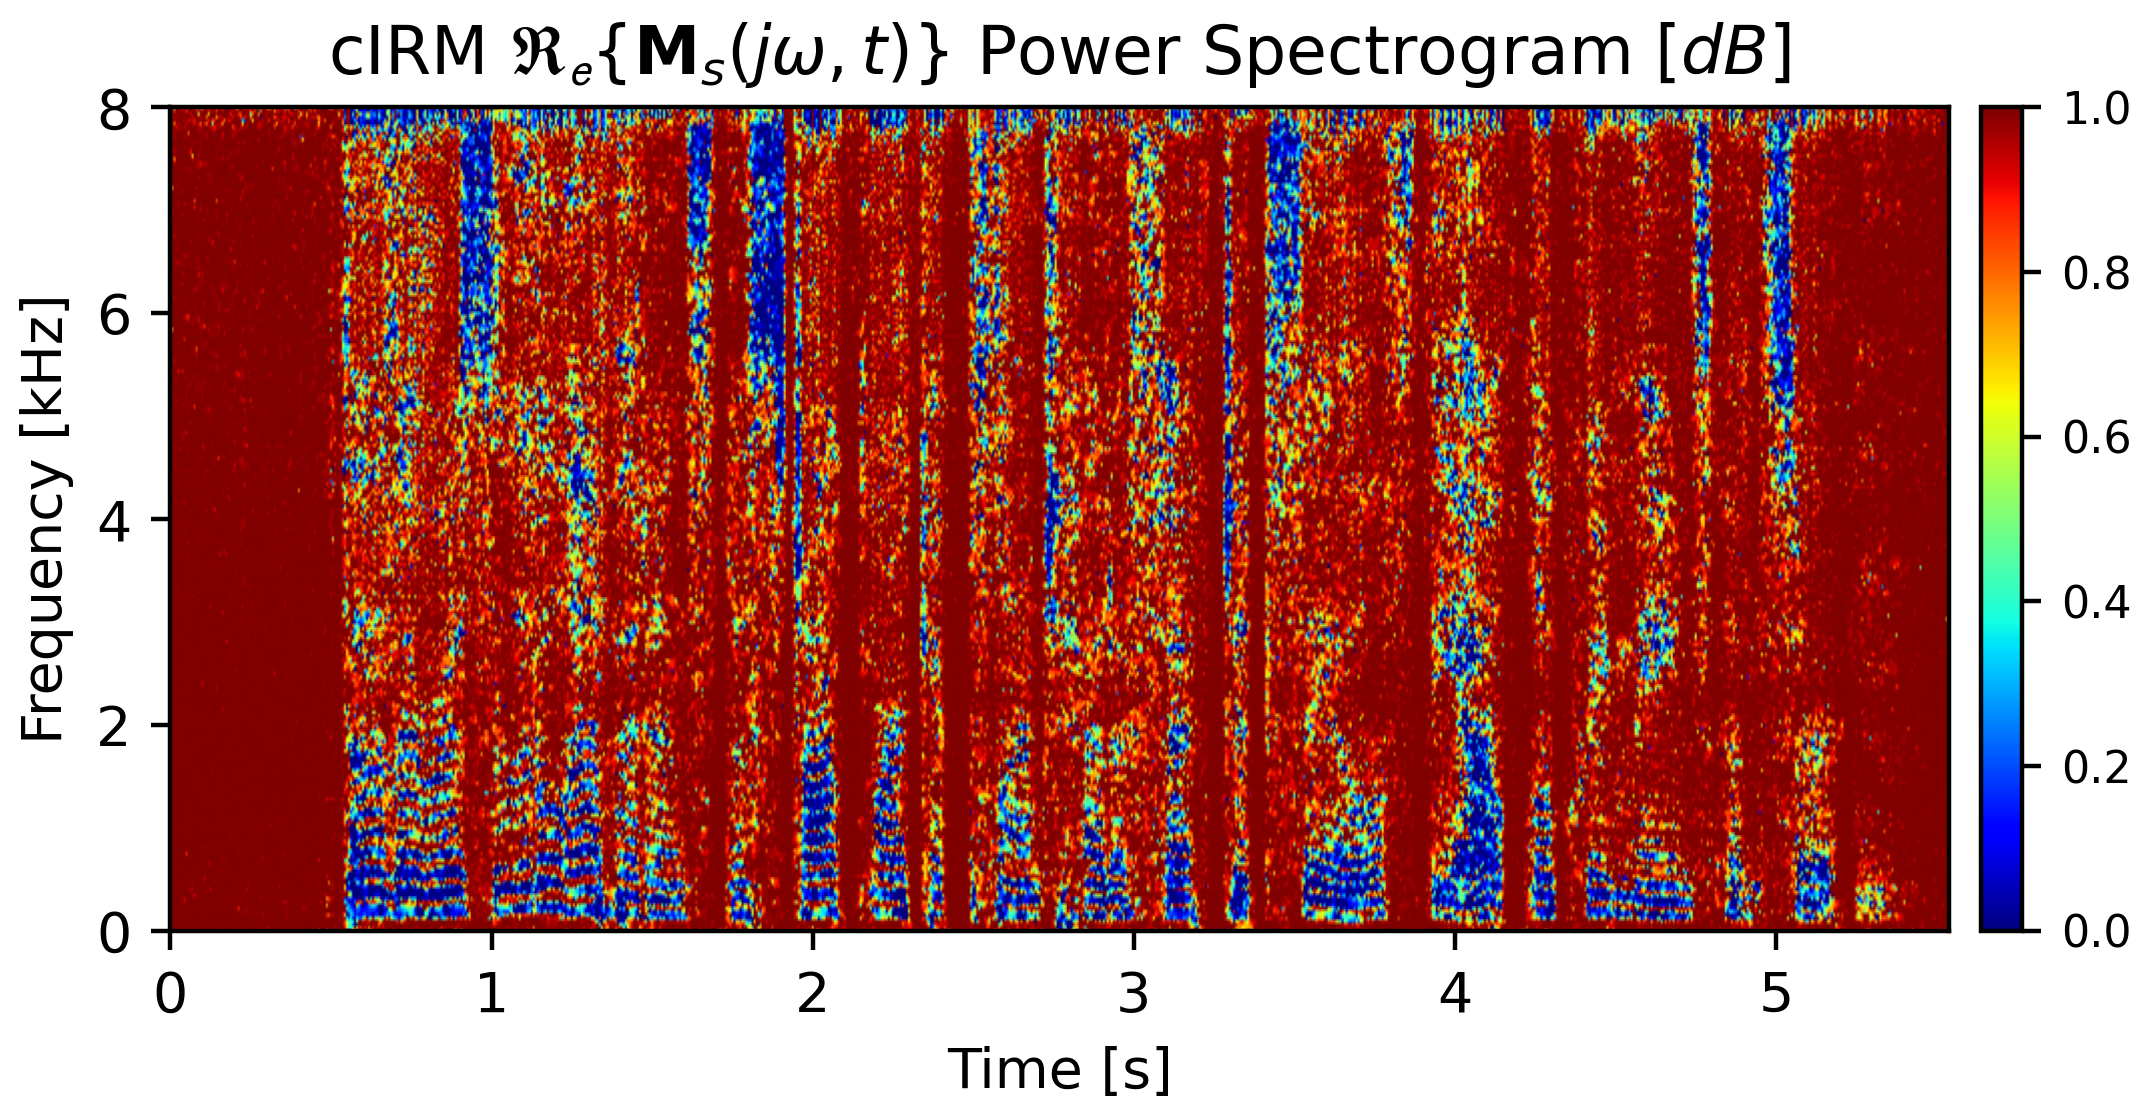 cIRM ℜₑ{𝐌ₛ(jω, t)} Power Spectrogram [dB]
Frequency [kHz]
8
6
4
2
0
0 1 2 3 4 5
Time [s]
1.0
0.8
0.6
0.4
0.2
0.0